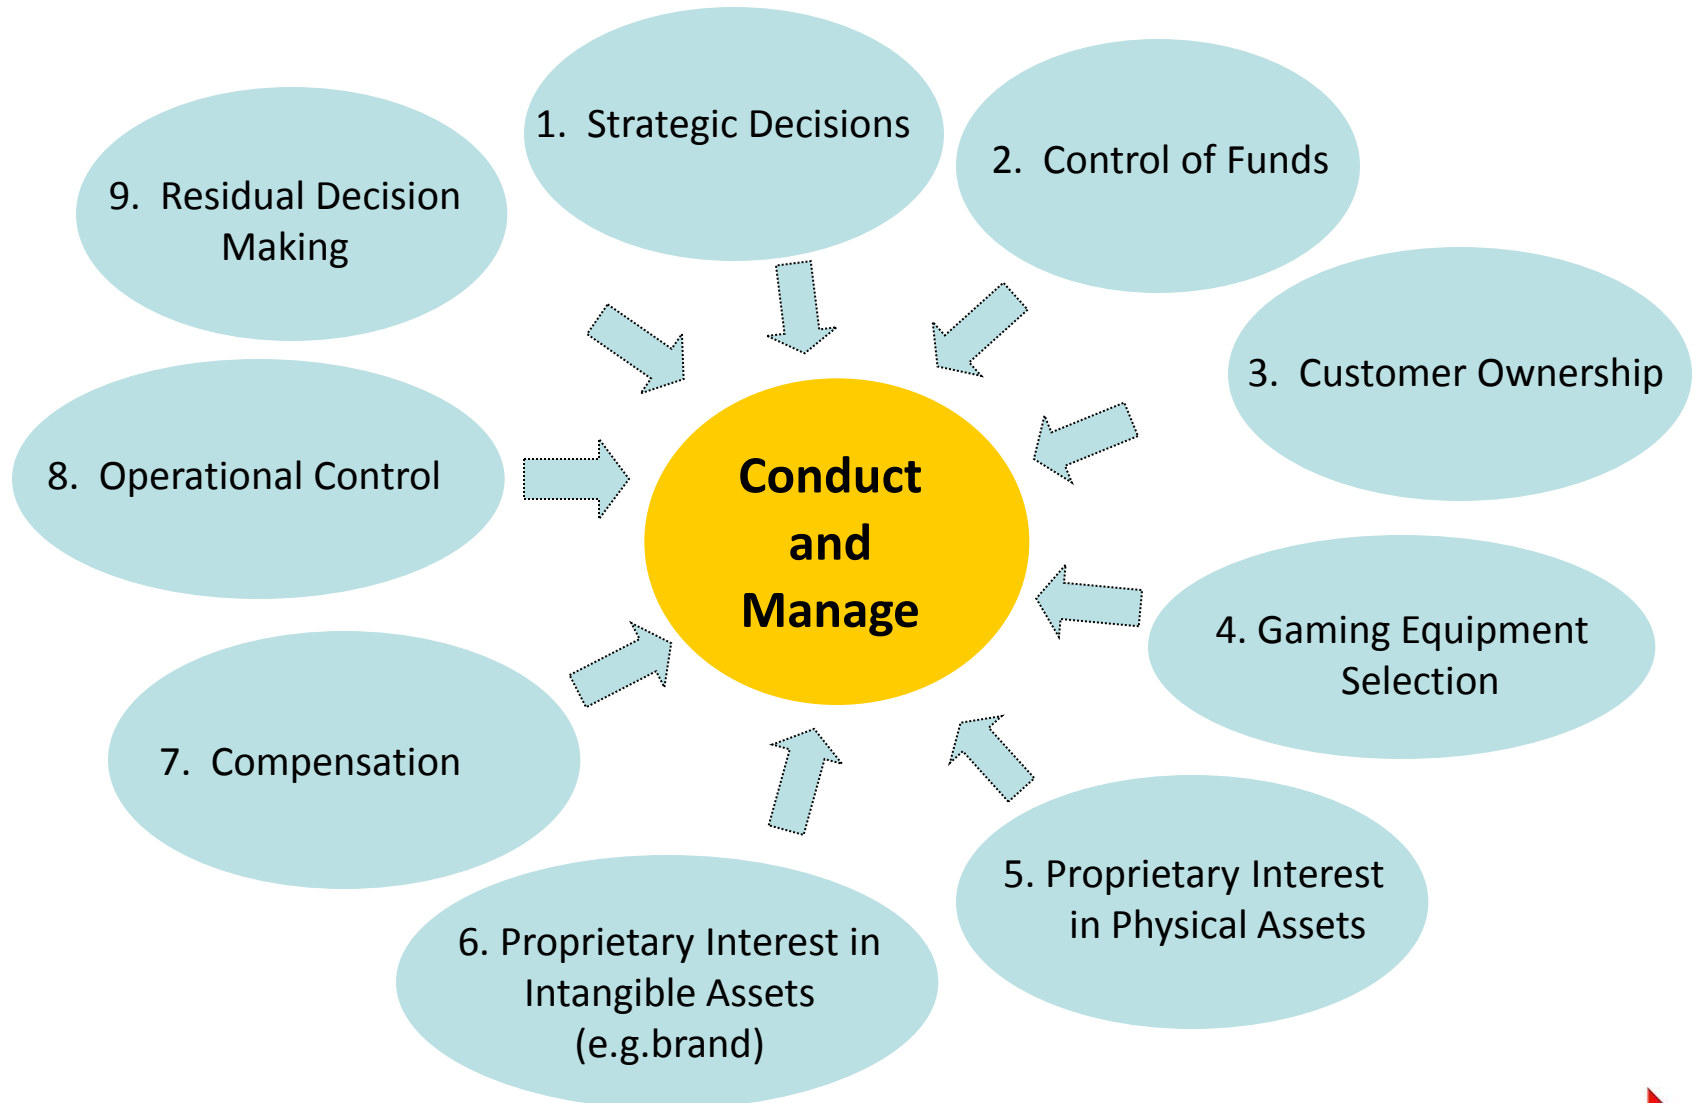 1. Strategic Decisions
2. Control of Funds
3. Customer Ownership
4. Gaming Equipment
Selection
5. Proprietary Interest
in Physical Assets
6. Proprietary Interest in
Intangible Assets
(e.g.brand)
7. Compensation
8. Operational Control
9. Residual Decision
Making
Conduct
and
Manage